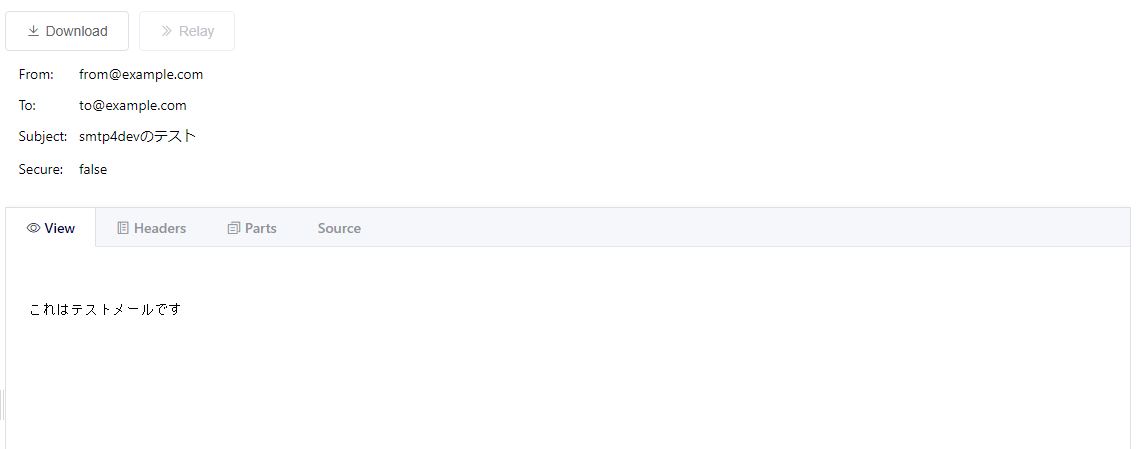 Download Relay
From: from@example.com
To: to@example.com
Subject: smtp4devのテスト
Secure: false
View Headers Parts Source
これはテストメールです